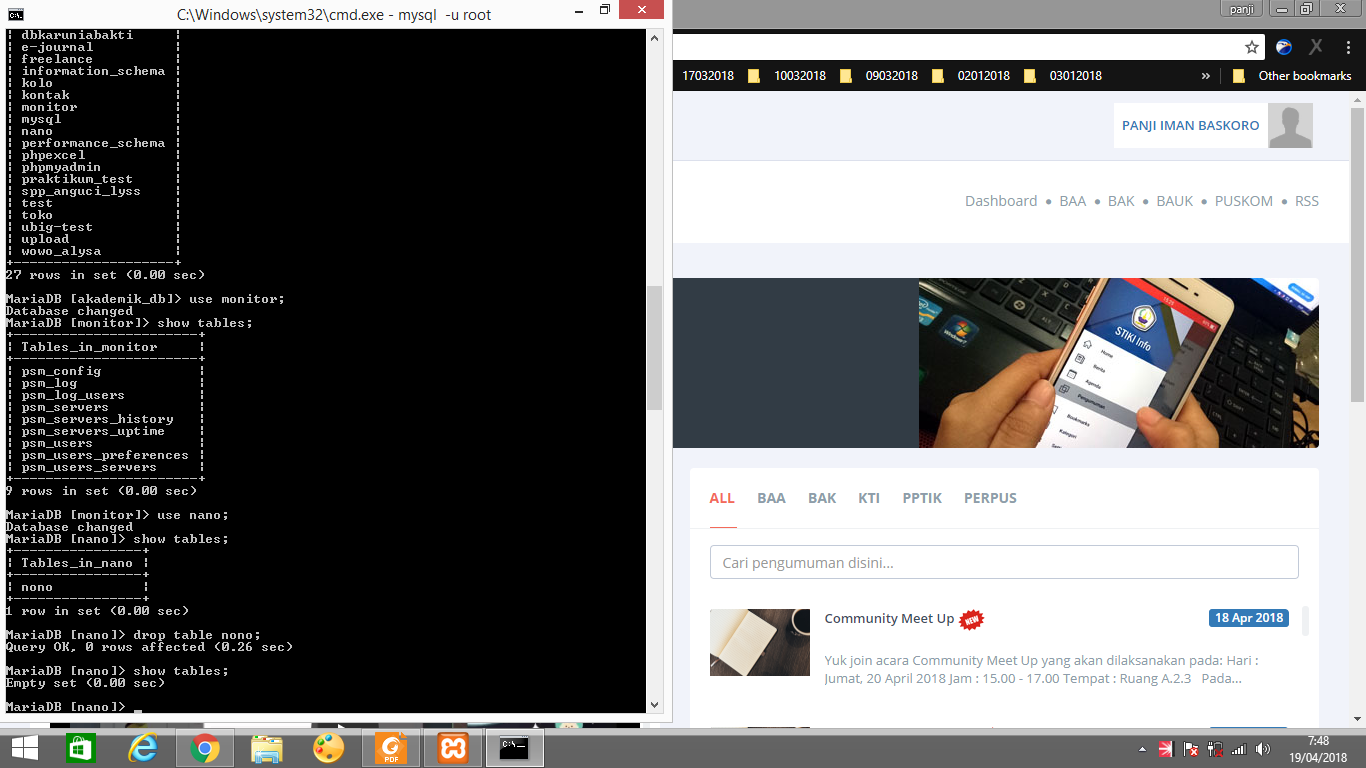 C:\Windows\system32\cmd.exe - mysql -u root
| dbkaruniabakti |
| e-journal |
| freelance |
| information_schema |
| kolo |
| kontak |
| monitor |
| mysql |
| nano |
| performance_schema |
| phpexcel |
| phpmyadmin |
| praktikum_test |
| spp_anguci_lyss |
| test |
| toko |
| ubig-test |
| upload |
| wowo_alysa |
+--------------------+
27 rows in set (0.00 sec)
MariaDB [akademik_db]> use monitor;
Database changed
MariaDB [monitor]> show tables;
+-----------------------+
| Tables_in_monitor |
+-----------------------+
| psm_config |
| psm_log |
| psm_log_users |
| psm_servers |
| psm_servers_history |
| psm_servers_uptime |
| psm_users |
| psm_users_preferences |
| psm_users_servers |
+-----------------------+
9 rows in set (0.00 sec)
MariaDB [monitor]> use nano;
Database changed
MariaDB [nano]> show tables;
+----------------+
| Tables_in_nano |
+----------------+
| nono |
+----------------+
1 row in set (0.00 sec)
MariaDB [nano]> drop table nono;
Query OK, 0 rows affected (0.26 sec)
MariaDB [nano]> show tables;
Empty set (0.00 sec)
MariaDB [nano]> _
panji
17032018 10032018 09032018 02012018 03012018 » Other bookmarks
PANJI IMAN BASKORO
Dashboard • BAA • BAK • BAUK • PUSKOM • RSS
Windows 7
STIKI Info
Home
Berita
Agenda
Pengumuman
Bookmarks
Kategori
ALL BAA BAK KTI PPTIK PERPUS
Cari pengumuman disini...
Community Meet Up NEW 18 Apr 2018
Yuk join acara Community Meet Up yang akan dilaksanakan pada: Hari :
Jumat, 20 April 2018 Jam : 15.00 - 17.00 Tempat : Ruang A.2.3 Pada...
PDF
C:\_
7:48
19/04/2018